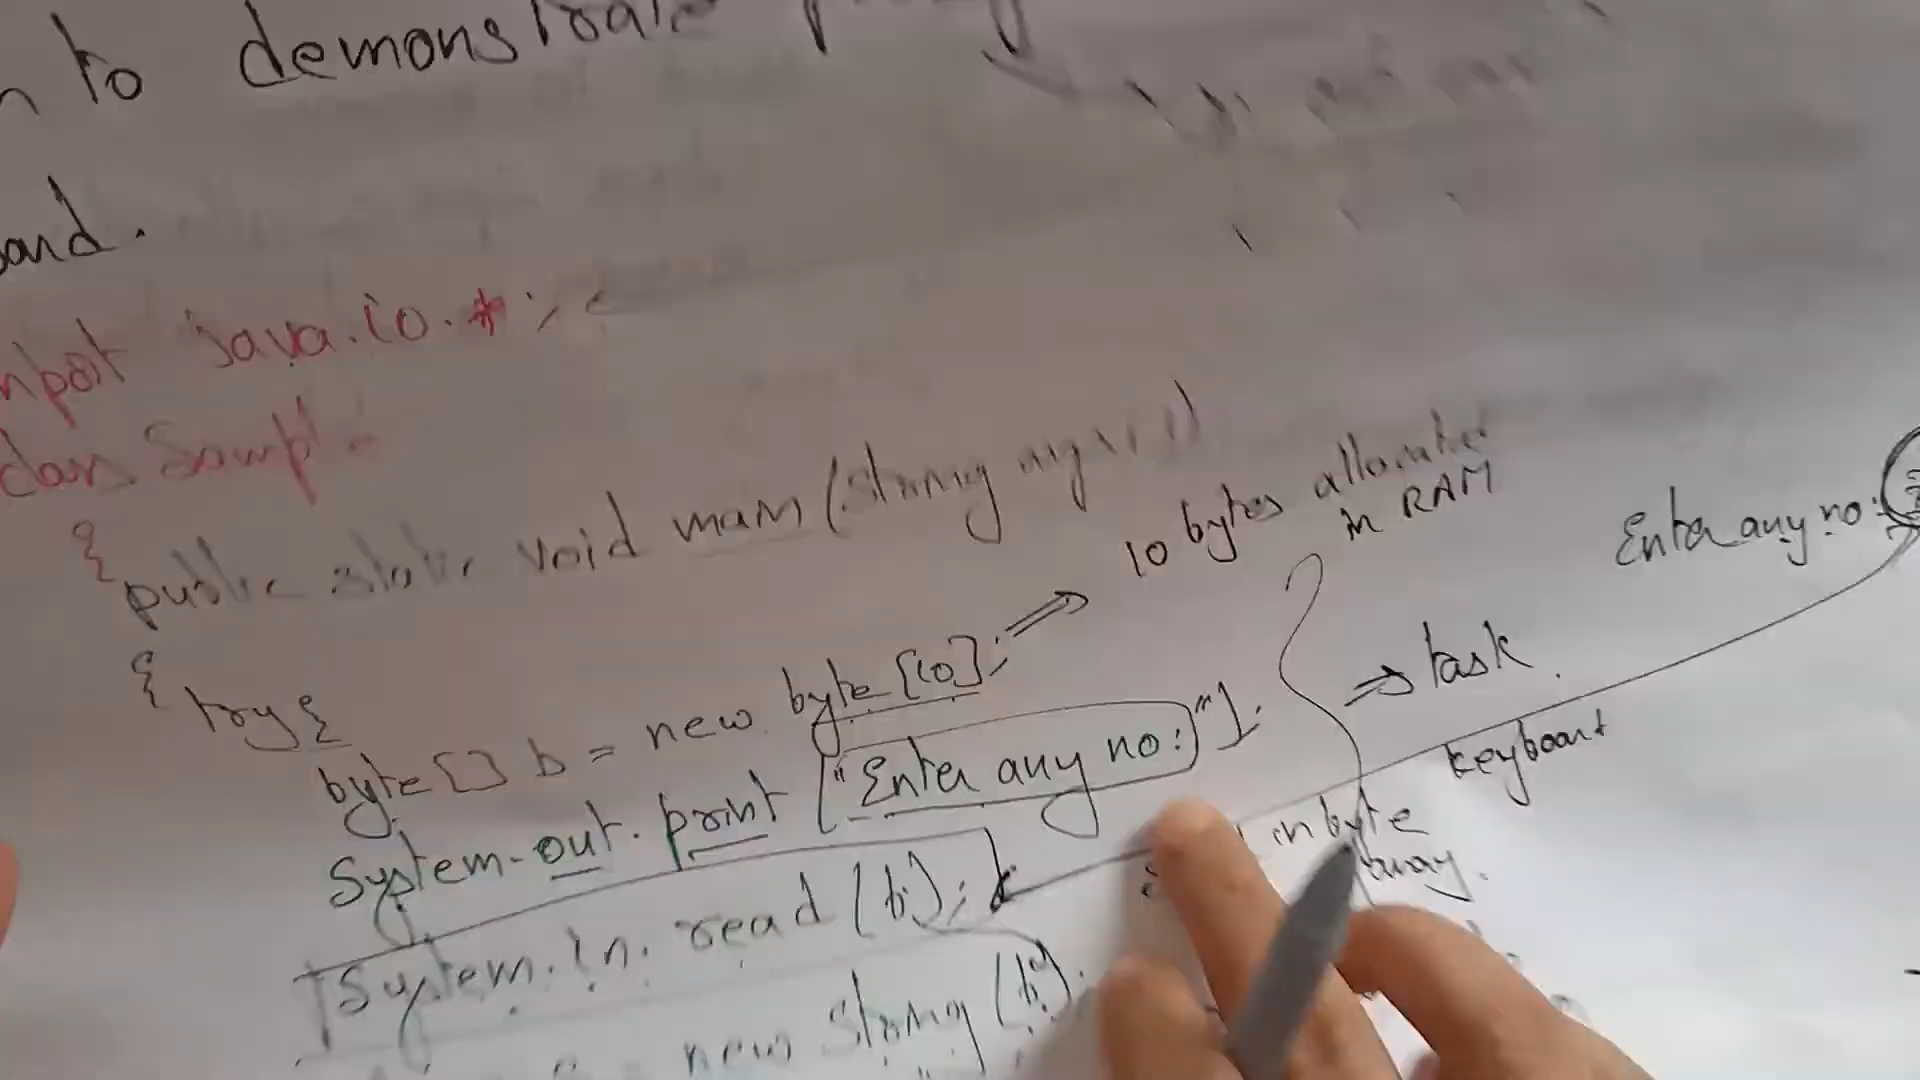 to demonstrate
import java.io.*;
class Sample
{
public static void main (String args[])
10 bytes allocated
in RAM
Enter any no:
{
try{
byte[] b = new byte[10];
⇒ task
System.out.print ("Enter any no:");
keyboard
in byte
array.
System.in.read (b);
new String (b);